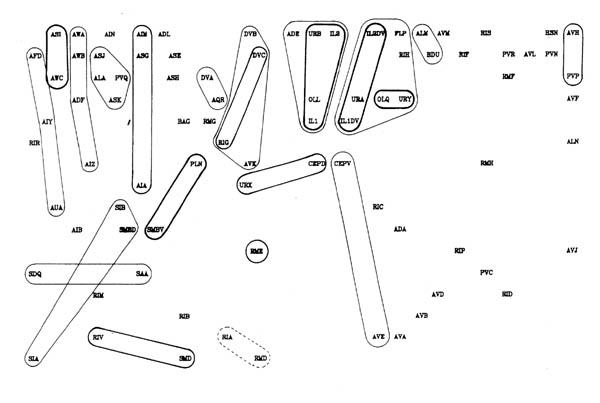 ASI AWA AIN AIM ADL DVB ADE URB IL2 IL2DV FLP ALM AVM RIS HSN AVH
AFD AWB ASJ ASG ASE DVC RIH BDU RIF PVR AVL PVN
AWC ALA PVQ ASH DVA RMF PVP
ADF ASK AQR OLL URA OLQ URY AVF
AIY / BAG RMG IL1 IL1DV
RIR RIG ALN
AIZ PLN AVK CEPD CEPV RMH
AIA URX
AUA SIB RIC
AIB SMBV ADA
RME RIP AVJ
SDQ SAA PVC
RIM AVD RID
RIB AVB
RIV RIA AVA
SIA SMD RMD